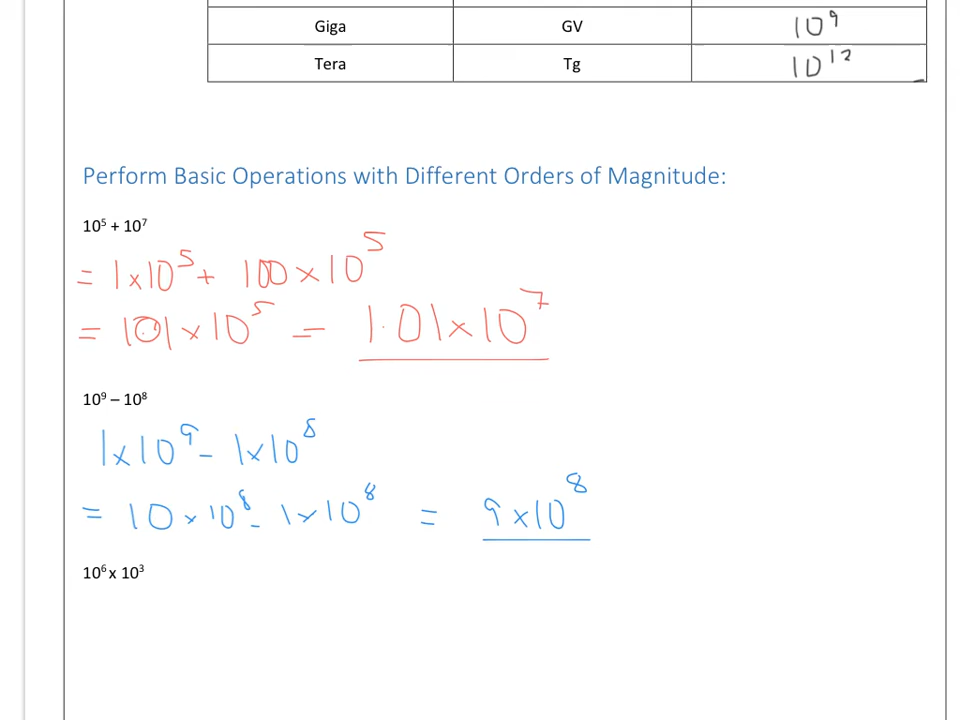 Giga GV 10⁹
Tera Tg 10¹²
Perform Basic Operations with Different Orders of Magnitude:
10⁵ + 10⁷
= 1×10⁵ + 100×10⁵
= 101×10⁵ = 1.01×10⁷
10⁹ – 10⁸
1×10⁹ - 1×10⁸
= 10×10⁸ - 1×10⁸ = 9×10⁸
10⁶ x 10³